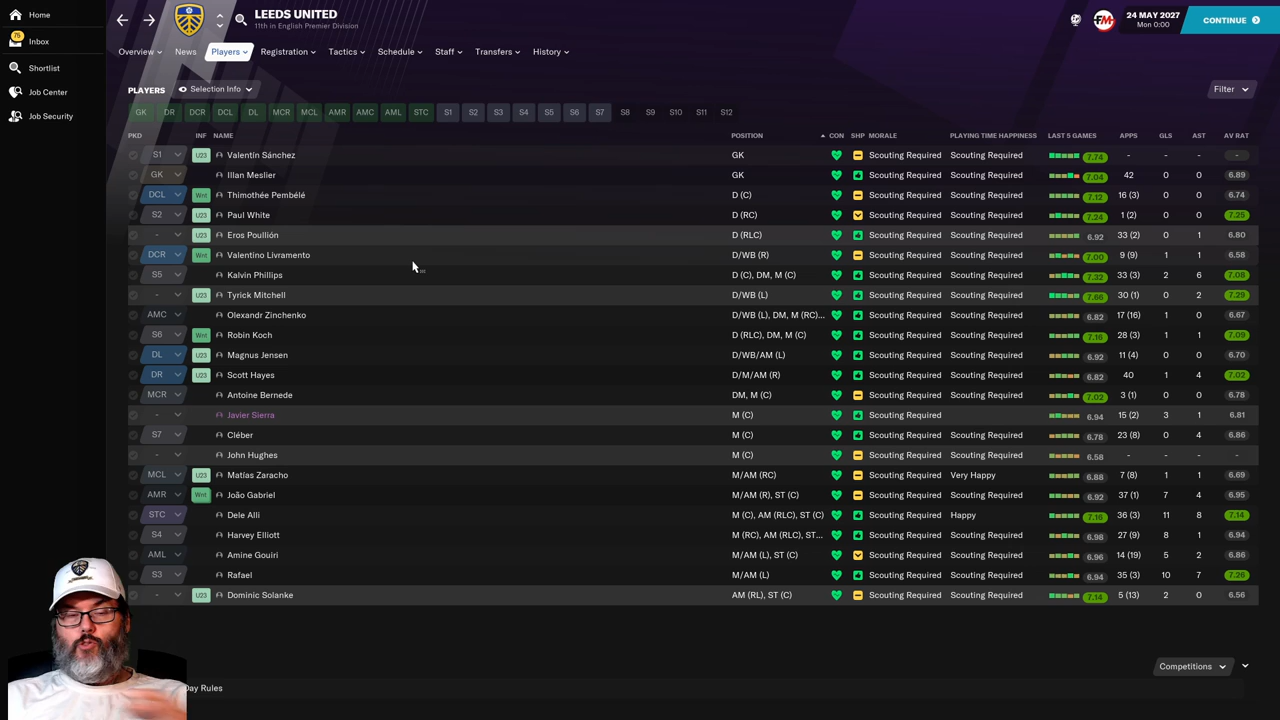 Home
75
Inbox
Shortlist
Job Center
Job Security
LEEDS UNITED
11th in English Premier Division
FM
24 MAY 2027
Mon 0:00
CONTINUE
Overview News Players Registration Tactics Schedule Staff Transfers History
PLAYERS Selection Info Filter
GK DR DCR DCL DL MCR MCL AMR AMC AML STC S1 S2 S3 S4 S5 S6 S7 S8 S9 S10 S11 S12
PKD INF NAME POSITION CON SHP MORALE PLAYING TIME HAPPINESS LAST 5 GAMES APPS GLS AST AV RAT
S1 U23 Valentín Sánchez GK Scouting Required Scouting Required 7.74 - - - -
GK Illan Meslier GK Scouting Required Scouting Required 7.04 42 0 0 6.89
DCL Wnt Thimothée Pembélé D (C) Scouting Required Scouting Required 7.12 16 (3) 0 0 6.74
S2 U23 Paul White D (RC) Scouting Required Scouting Required 7.24 1 (2) 0 0 7.25
- U23 Eros Poullión D (RLC) Scouting Required Scouting Required 6.92 33 (2) 0 1 6.80
DCR Wnt Valentino Livramento D/WB (R) Scouting Required Scouting Required 7.00 9 (9) 1 1 6.58
S5 Kalvin Phillips D (C), DM, M (C) Scouting Required Scouting Required 7.32 33 (3) 2 6 7.08
- U23 Tyrick Mitchell D/WB (L) Scouting Required Scouting Required 7.66 30 (1) 0 2 7.29
AMC Olexandr Zinchenko D/WB (L), DM, M (RC)... Scouting Required Scouting Required 6.82 17 (16) 1 0 6.67
S6 Wnt Robin Koch D (RLC), DM, M (C) Scouting Required Scouting Required 7.16 28 (3) 1 0 7.09
DL U23 Magnus Jensen D/WB/AM (L) Scouting Required Scouting Required 6.92 11 (4) 0 0 6.70
DR U23 Scott Hayes D/M/AM (R) Scouting Required Scouting Required 6.82 40 1 4 7.02
MCR Antoine Bernede DM, M (C) Scouting Required Scouting Required 7.02 3 (1) 0 0 6.78
- Javier Sierra M (C) Scouting Required 6.94 15 (2) 3 1 6.81
S7 Cléber M (C) Scouting Required Scouting Required 6.78 23 (8) 0 4 6.86
- John Hughes M (C) Scouting Required Scouting Required 6.58 - - - -
MCL U23 Matías Zaracho M/AM (RC) Scouting Required Very Happy 6.88 7 (8) 1 1 6.69
AMR Wnt João Gabriel M/AM (R), ST (C) Scouting Required Scouting Required 6.92 37 (1) 7 4 6.95
STC Dele Alli M (C), AM (RLC), ST (C) Scouting Required Happy 7.16 36 (3) 11 8 7.14
S4 Harvey Elliott M (RC), AM (RLC), ST... Scouting Required Scouting Required 6.98 27 (9) 8 1 6.94
AML Amine Gouiri M/AM (L), ST (C) Scouting Required Scouting Required 6.96 14 (19) 5 2 6.86
S3 Rafael M/AM (L) Scouting Required Scouting Required 6.94 35 (3) 10 7 7.26
- U23 Dominic Solanke AM (RL), ST (C) Scouting Required Scouting Required 7.14 5 (13) 2 0 6.56
Competitions
Day Rules